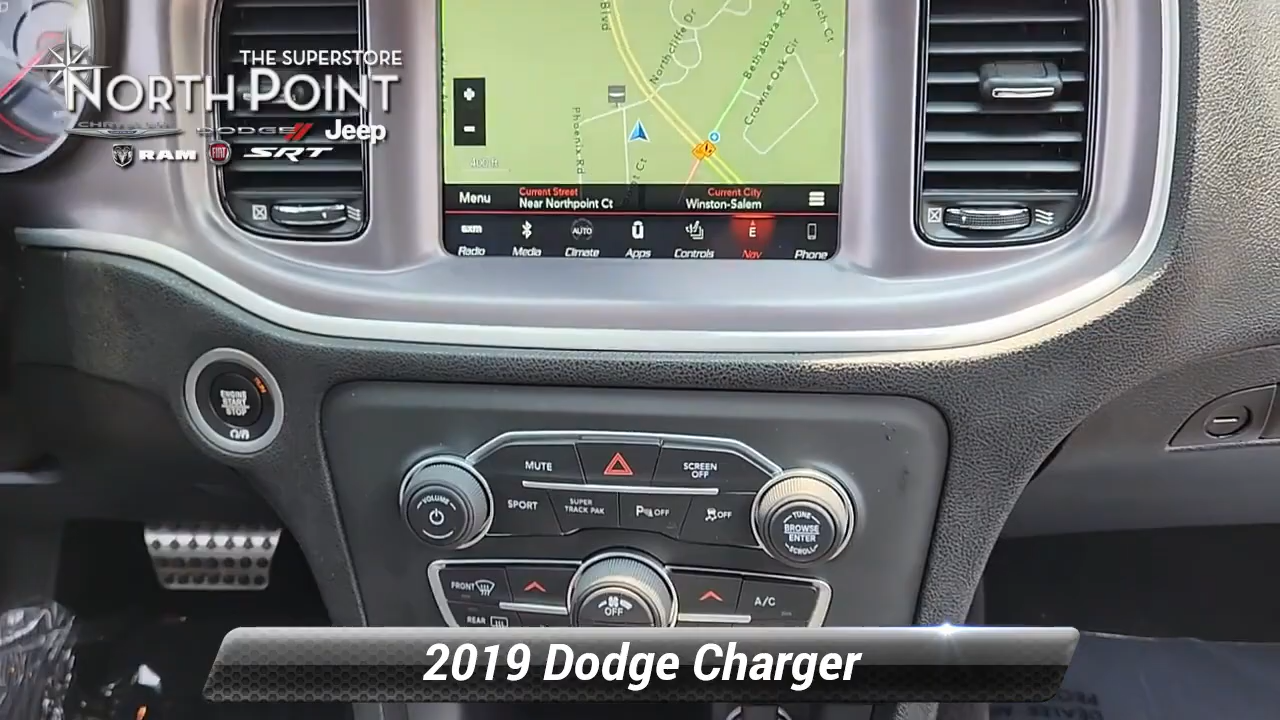 THE SUPERSTORE
NORTHPOINT
CHRYSLER DODGE Jeep
RAM FIAT SRT
Blvd
Northcliffe Dr
Bethabara Rd
Crowne Oak Cir
Phoenix Rd
Ct
400 ft
Menu
Current Street
Near Northpoint Ct
Current City
Winston-Salem
AUTO
E
Radio Media Climate Apps Controls Nav Phone
ENGINE
START
STOP
MUTE
SCREEN
OFF
VOLUME
SPORT
SUPER
TRACK PAK
P OFF
OFF
TUNE
BROWSE
ENTER
SCROLL
FRONT
A/C
REAR
OFF
2019 Dodge Charger